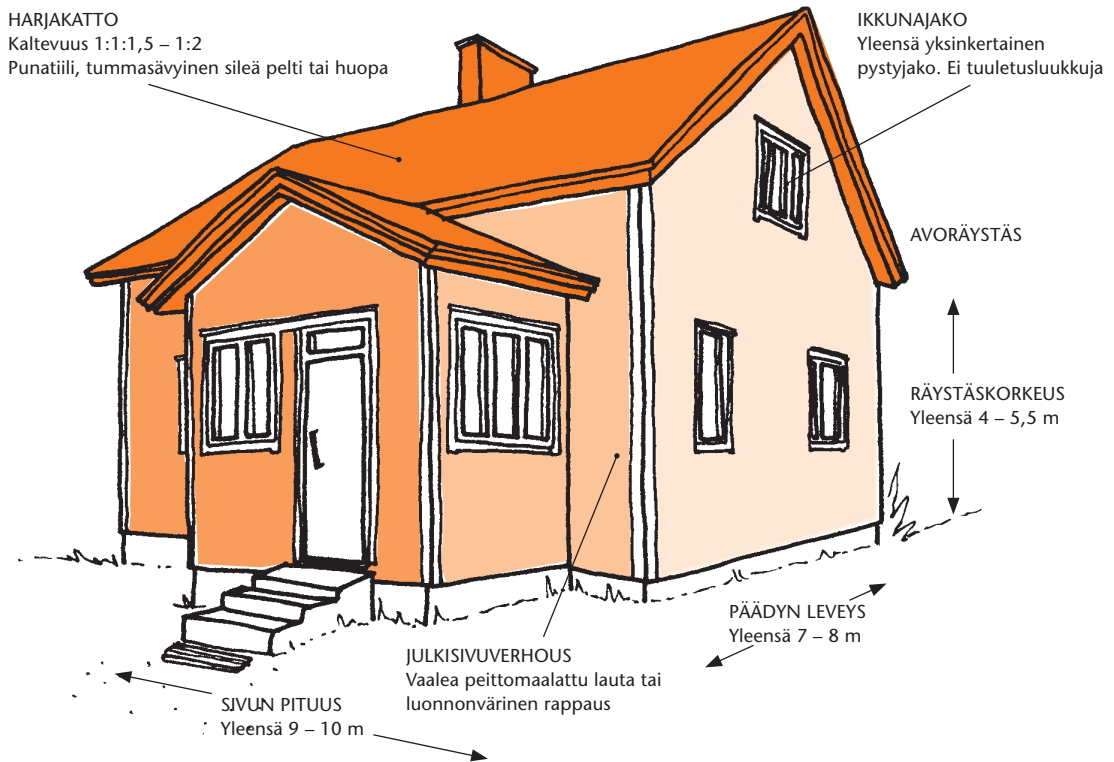 HARJAKATTO
Kaltevuus 1:1:1,5 – 1:2
Punatiili, tummasävyinen sileä pelti tai huopa
IKKUNAJAKO
Yleensä yksinkertainen
pystyjako. Ei tuuletusluukkuja
AVORÄYSTÄS
RÄYSTÄSKORKEUS
Yleensä 4 – 5,5 m
PÄÄDYN LEVEYS
Yleensä 7 – 8 m
JULKISIVUVERHOUS
Vaalea peittomaalattu lauta tai
luonnonvärinen rappaus
SIVUN PITUUS
Yleensä 9 – 10 m